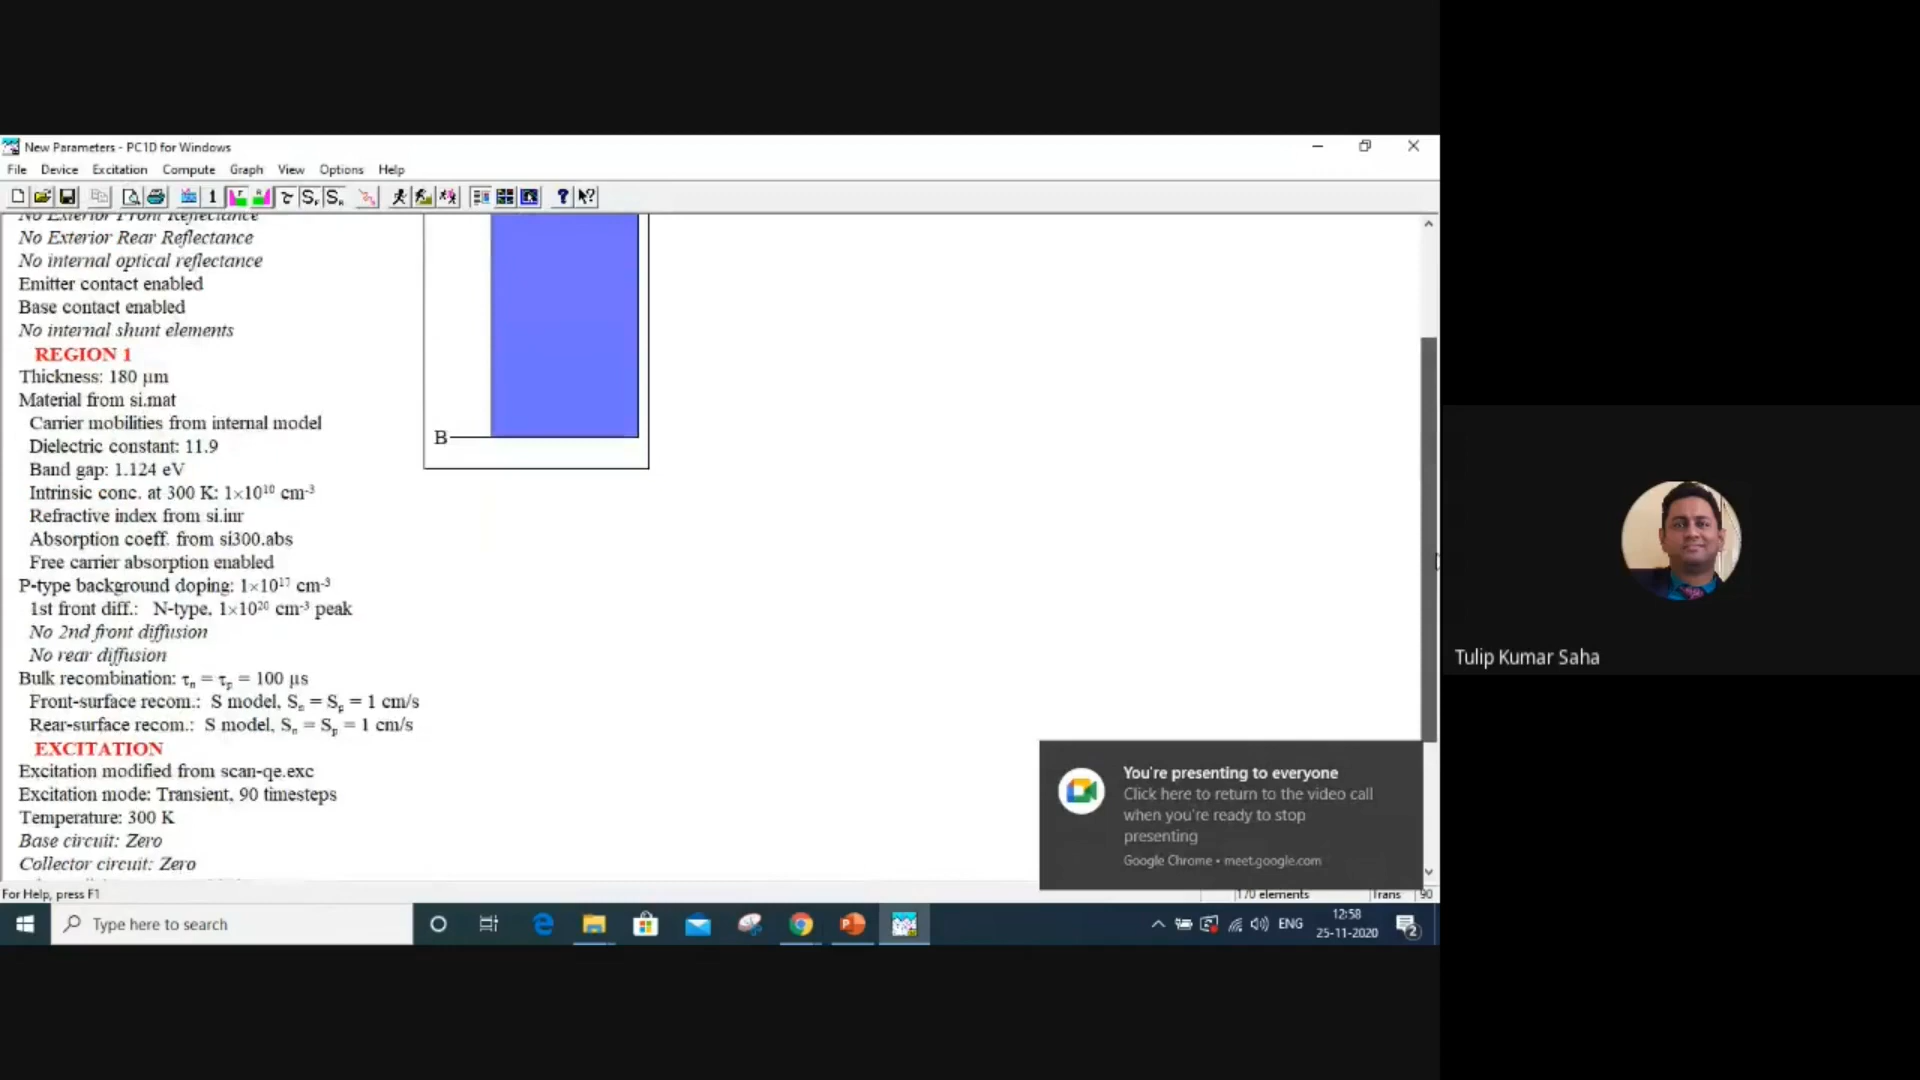 New Parameters - PC1D for Windows
File Device Excitation Compute Graph View Options Help
No Exterior Front Reflectance
No Exterior Rear Reflectance
No internal optical reflectance
Emitter contact enabled
Base contact enabled
No internal shunt elements
REGION 1
Thickness: 180 μm
Material from si.mat
Carrier mobilities from internal model
Dielectric constant: 11.9
Band gap: 1.124 eV
Intrinsic conc. at 300 K: 1×10¹⁰ cm⁻³
Refractive index from si.inr
Absorption coeff. from si300.abs
Free carrier absorption enabled
P-type background doping: 1×10¹⁷ cm⁻³
1st front diff.: N-type, 1×10²⁰ cm⁻³ peak
No 2nd front diffusion
No rear diffusion
Bulk recombination: τₙ = τₚ = 100 μs
Front-surface recom.: S model, Sₙ = Sₚ = 1 cm/s
Rear-surface recom.: S model, Sₙ = Sₚ = 1 cm/s
EXCITATION
Excitation modified from scan-qe.exc
Excitation mode: Transient, 90 timesteps
Temperature: 300 K
Base circuit: Zero
Collector circuit: Zero
B
You're presenting to everyone
Click here to return to the video call
when you're ready to stop
presenting
Google Chrome • meet.google.com
For Help, press F1
170 elements
Trans
90
Type here to search
ENG
12:58
25-11-2020
2
Tulip Kumar Saha